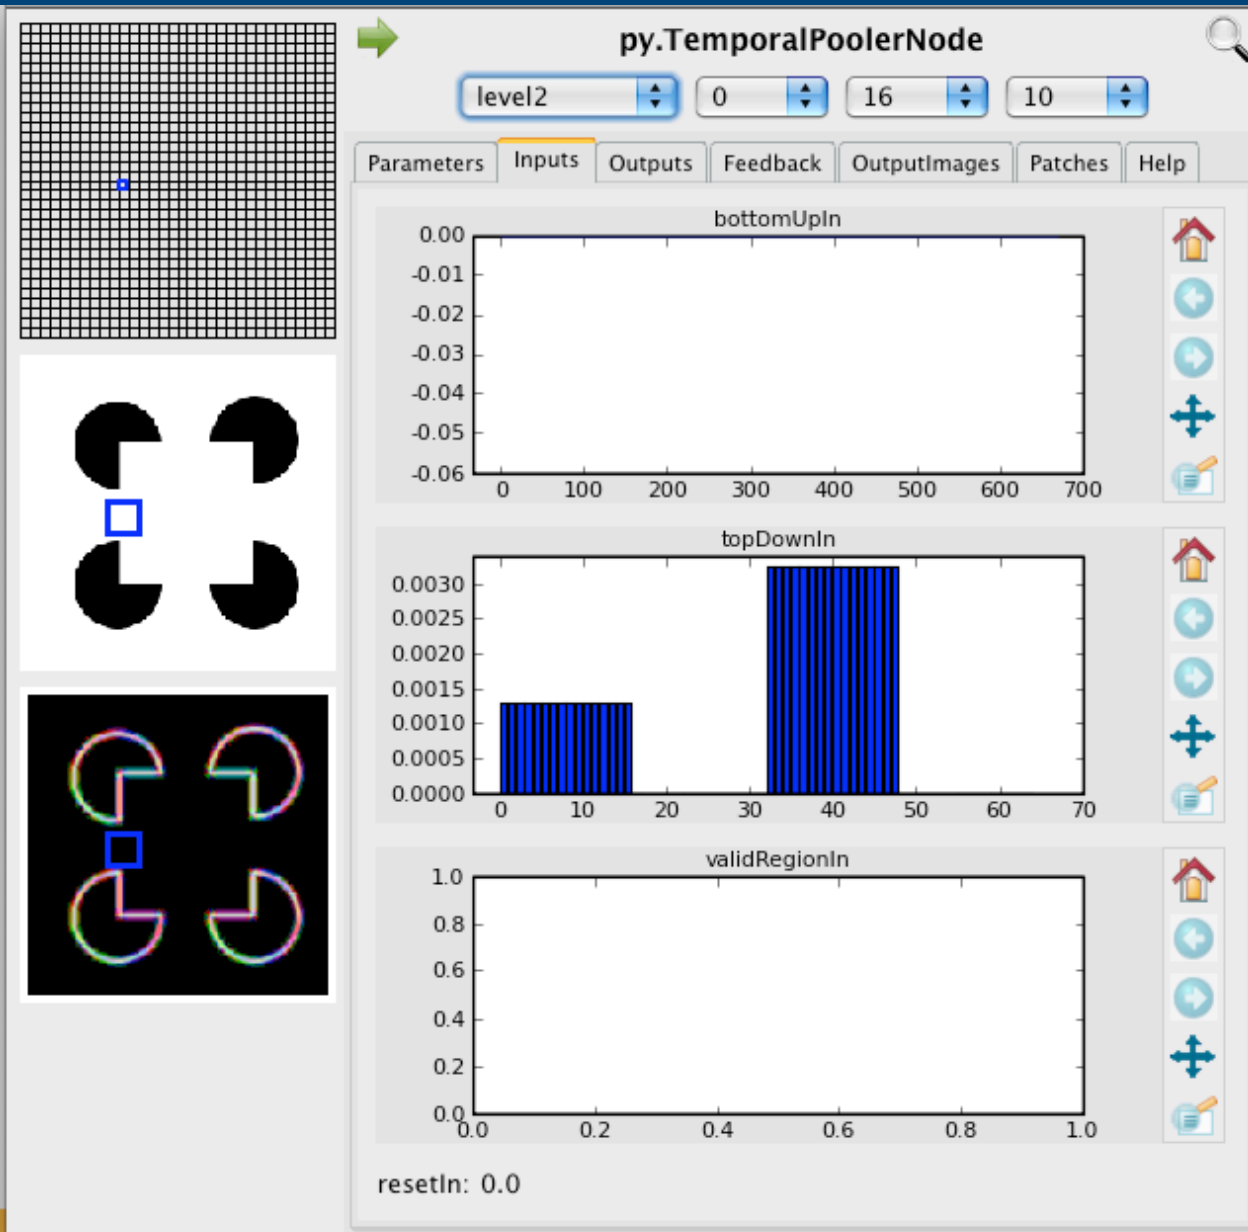 py.TemporalPoolerNode
level2 0 16 10
Parameters Inputs Outputs Feedback OutputImages Patches Help
bottomUpIn
0.00
-0.01
-0.02
-0.03
-0.04
-0.05
-0.06
0 100 200 300 400 500 600 700
topDownIn
0.0030
0.0025
0.0020
0.0015
0.0010
0.0005
0.0000
0 10 20 30 40 50 60 70
validRegionIn
1.0
0.8
0.6
0.4
0.2
0.0
0.0 0.2 0.4 0.6 0.8 1.0
resetIn: 0.0